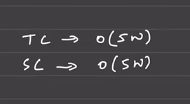 TC → O(SW)
SC → O(SW)